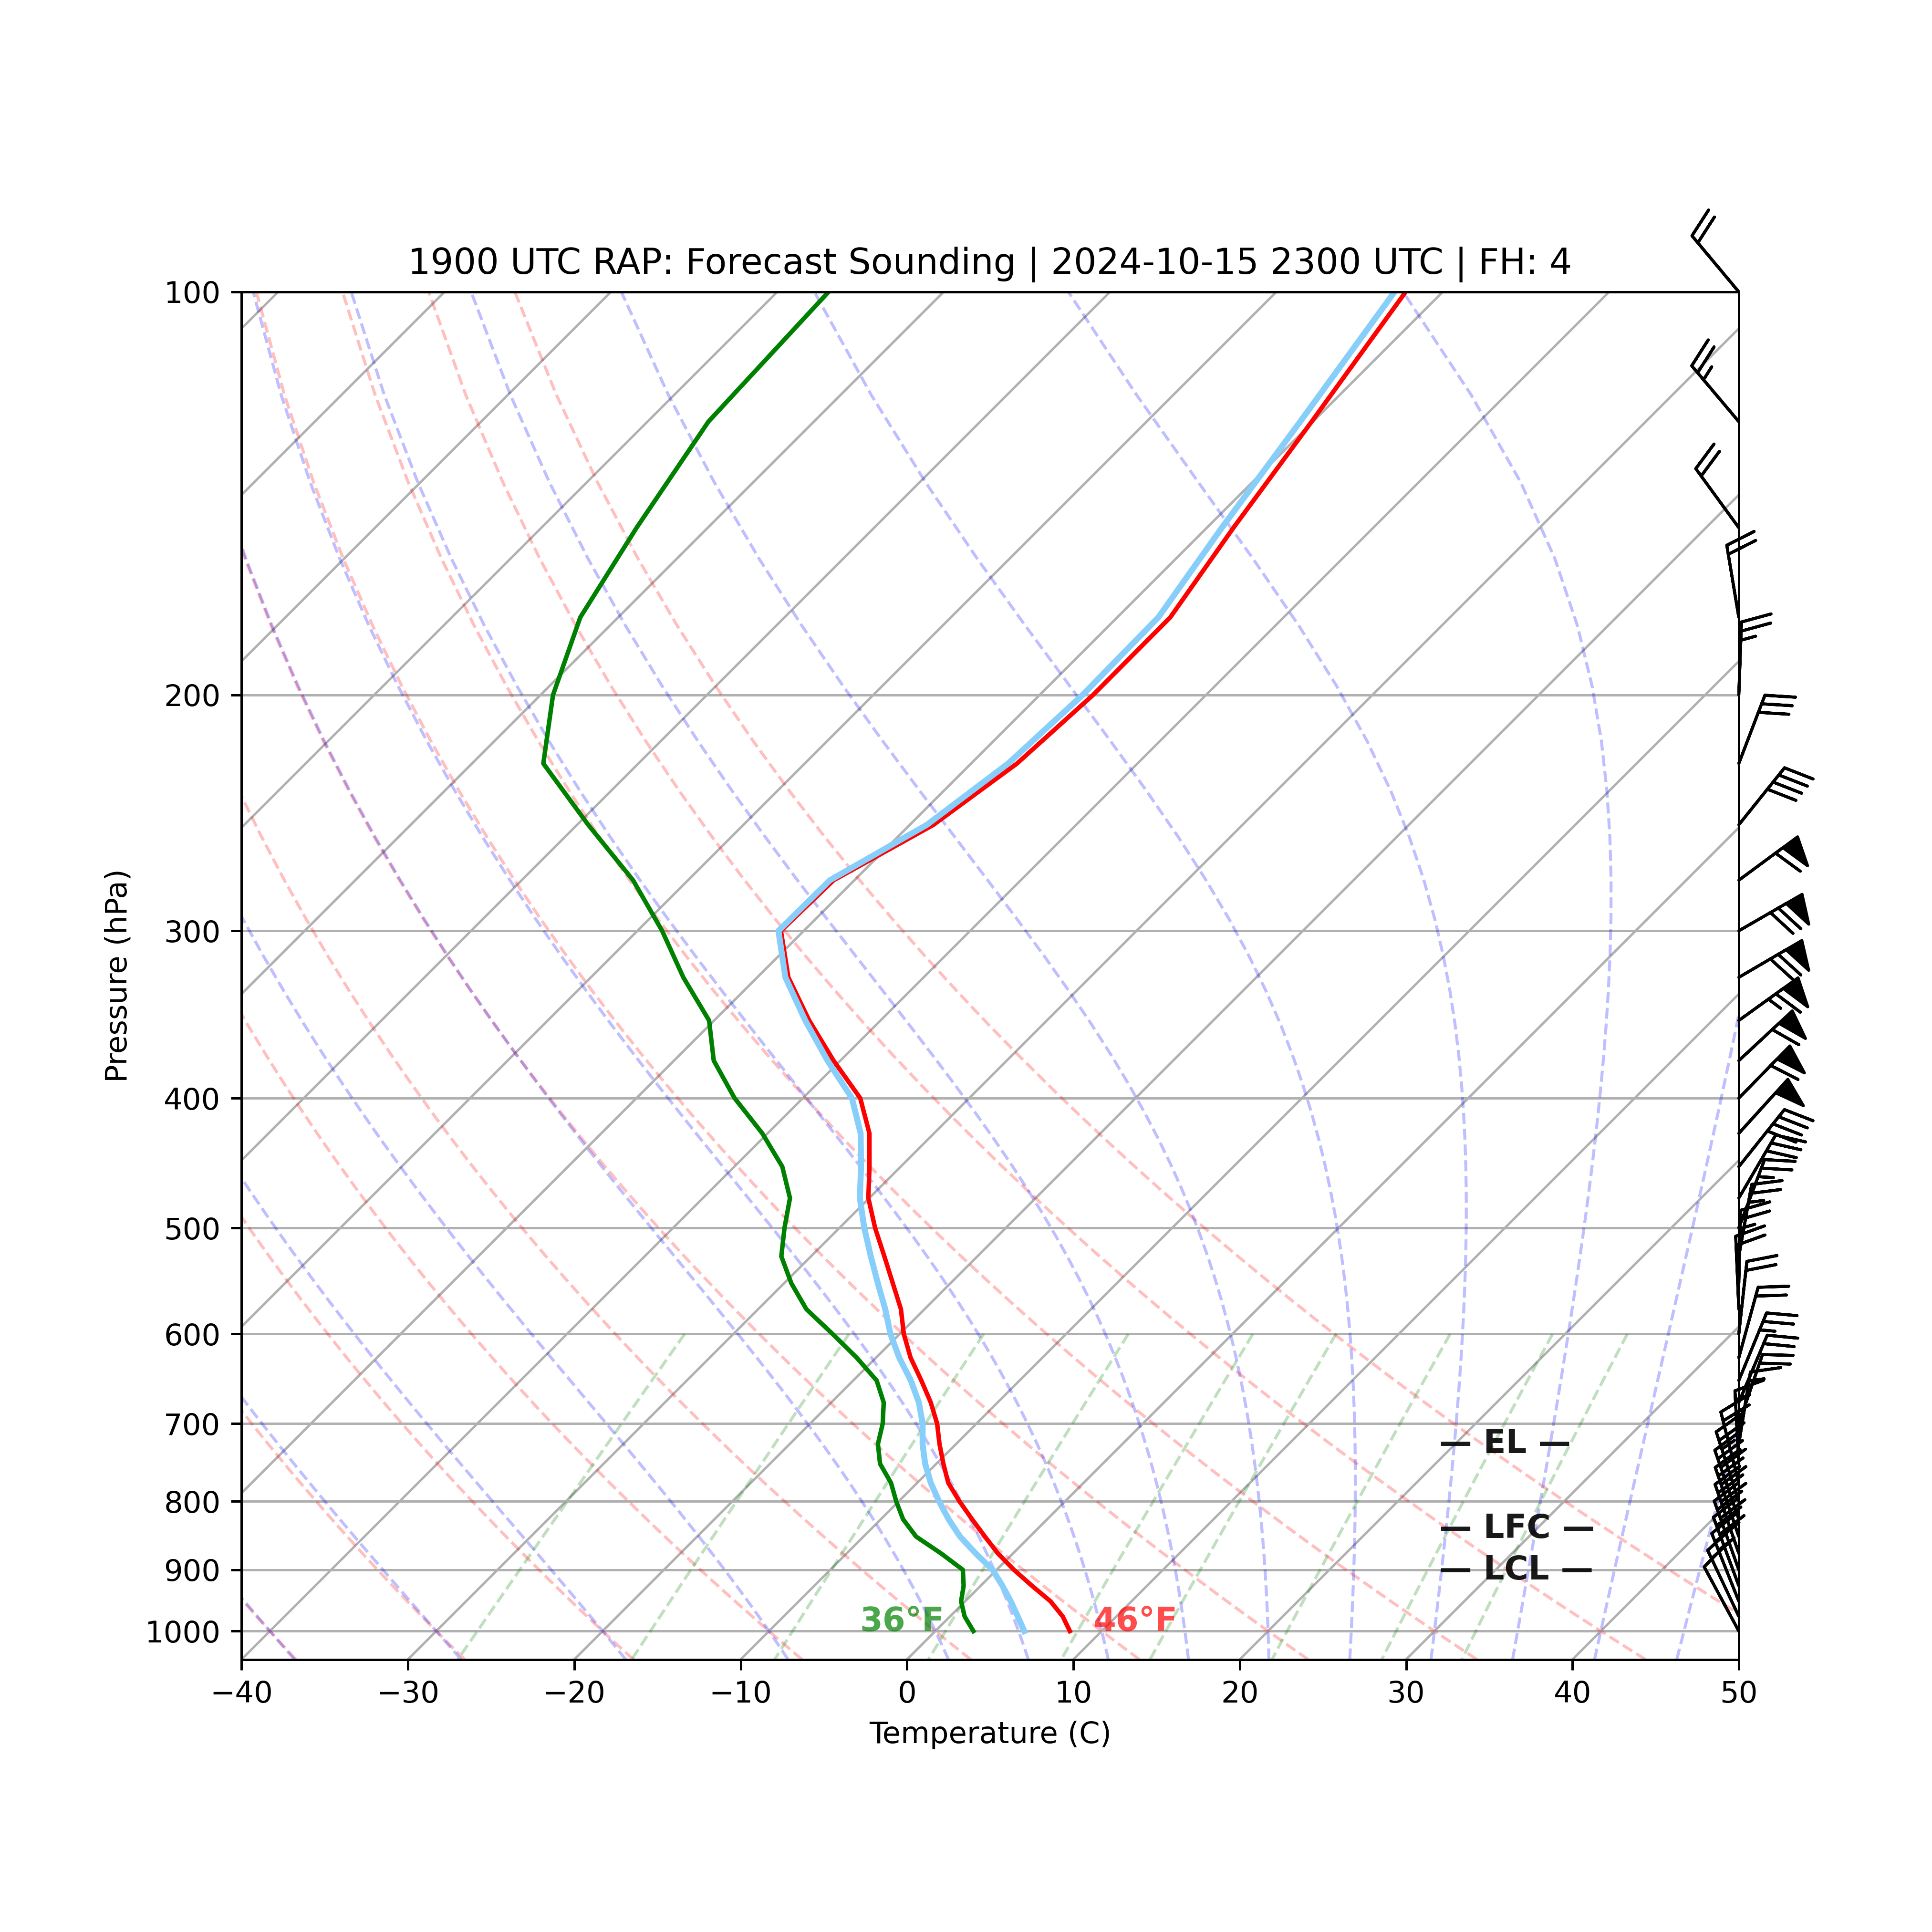 1900 UTC RAP: Forecast Sounding | 2024-10-15 2300 UTC | FH: 4
100
200
300
400
500
600
700
800
900
1000
Pressure (hPa)
— EL —
— LFC —
— LCL —
36°F
46°F
−40 −30 −20 −10 0 10 20 30 40 50
Temperature (C)